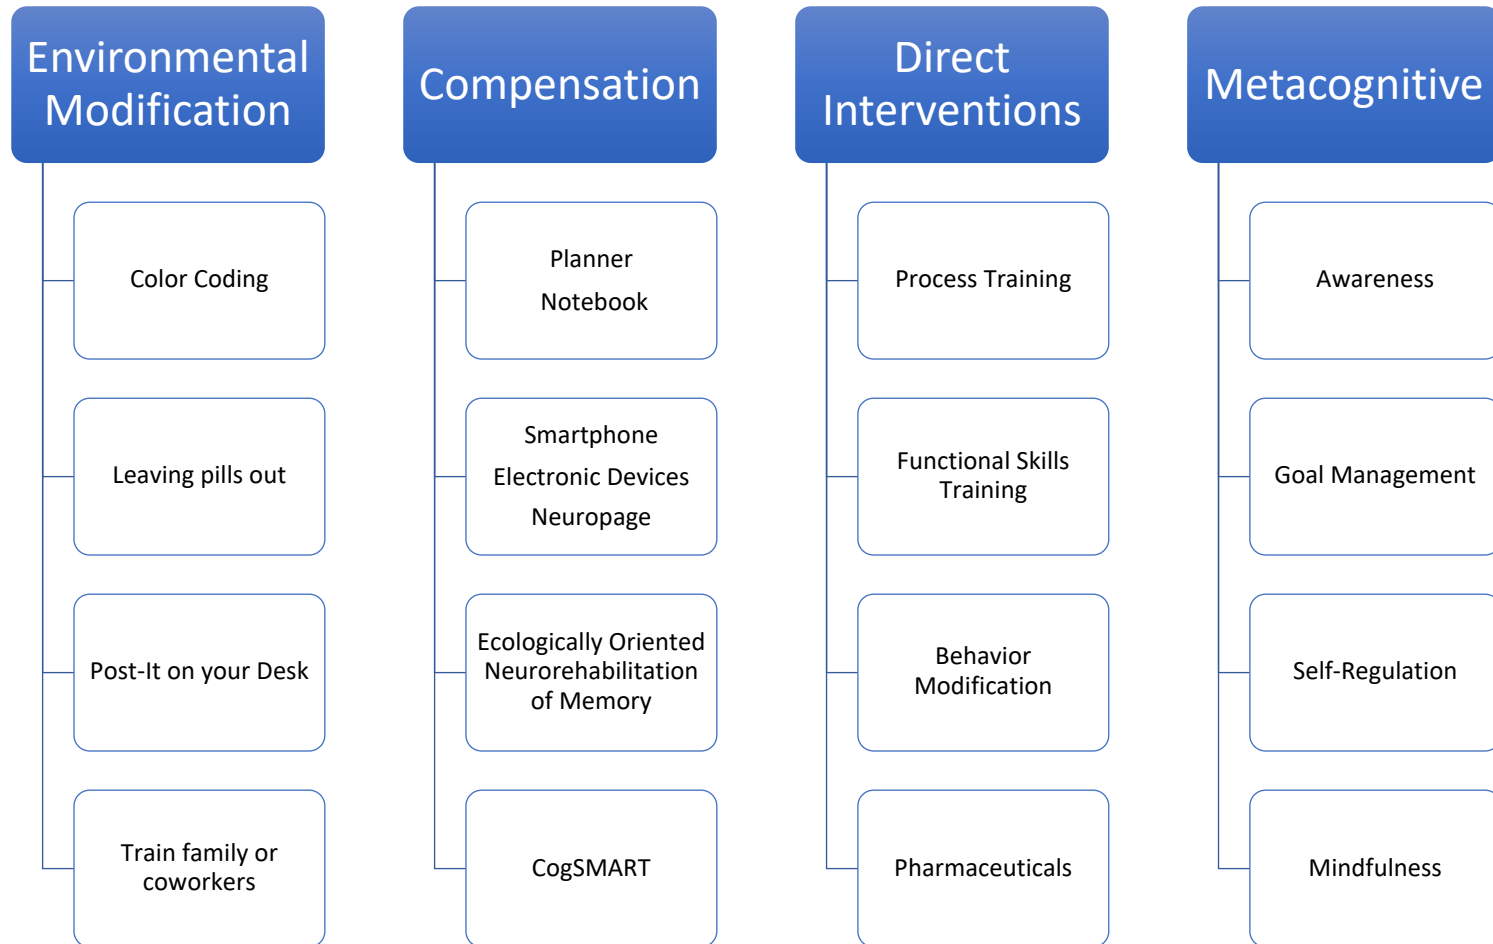 Environmental
Modification
Color Coding
Leaving pills out
Post-It on your Desk
Train family or
coworkers
Compensation
Planner
Notebook
Smartphone
Electronic Devices
Neuropage
Ecologically Oriented
Neurorehabilitation
of Memory
CogSMART
Direct
Interventions
Process Training
Functional Skills
Training
Behavior
Modification
Pharmaceuticals
Metacognitive
Awareness
Goal Management
Self-Regulation
Mindfulness